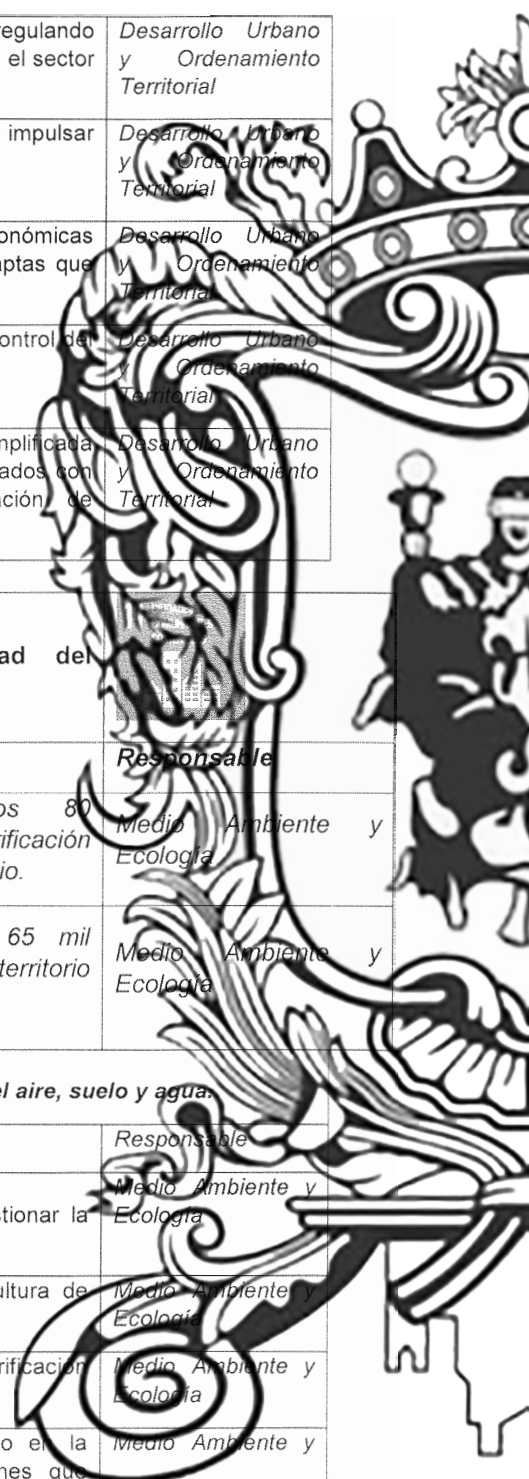 regulando
el sector
Desarrollo Urbano
y Ordenamiento
Territorial
impulsar
Desarrollo Urbano
y Ordenamiento
Territorial
onómicas
aptas que
Desarrollo Urbano
y Ordenamiento
Territorial
ontrol del
Desarrollo Urbano
y Ordenamiento
Territorial
mplificada
ados con
ación, de
Desarrollo Urbano
y Ordenamiento
Territorial
ad del
Responsable
os 80
rificación
io.
Medio Ambiente y
Ecología
65 mil
territorio
Medio Ambiente y
Ecología
el aire, suelo y agua.
Responsable
stionar la
Medio Ambiente y
Ecología
ultura de
Medio Ambiente y
Ecología
rificación
Medio Ambiente y
Ecología
o en la
nes que
Medio Ambiente y